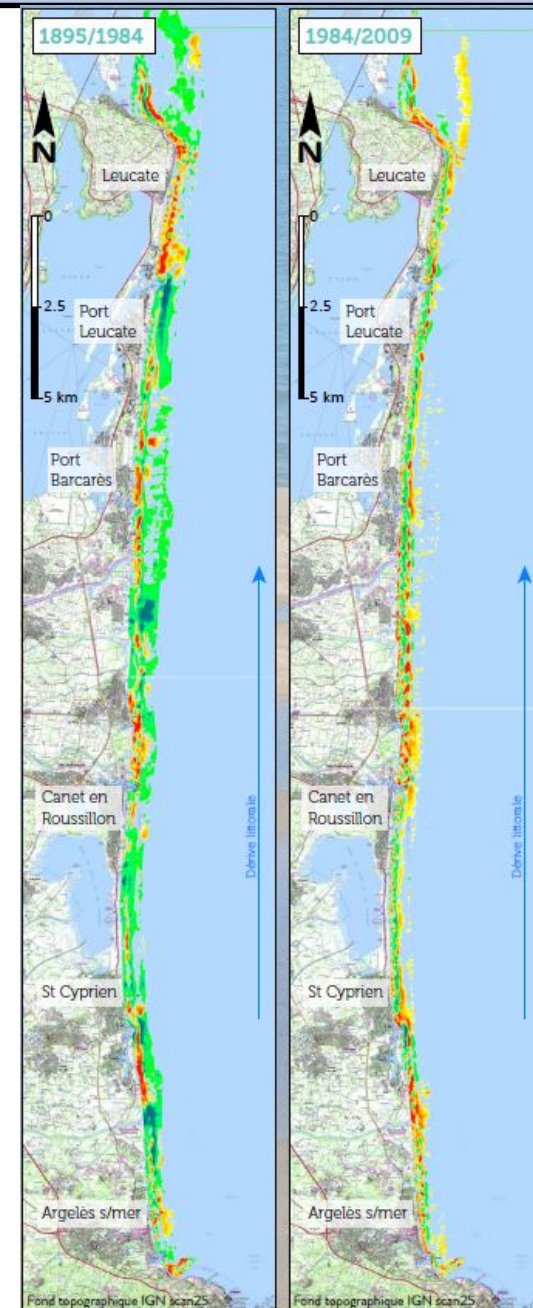 1895/1984
N
Leucate
0
2.5
Port
Leucate
5 km
Port
Barcarès
Canet en
Roussillon
Dérive littorale
St Cyprien
Argelès s/mer
Fond topographique IGN scan25
1984/2009
N
Leucate
0
2.5
Port
Leucate
5 km
Port
Barcarès
Canet en
Roussillon
Dérive littorale
St Cyprien
Argelès s/mer
Fond topographique IGN scan25